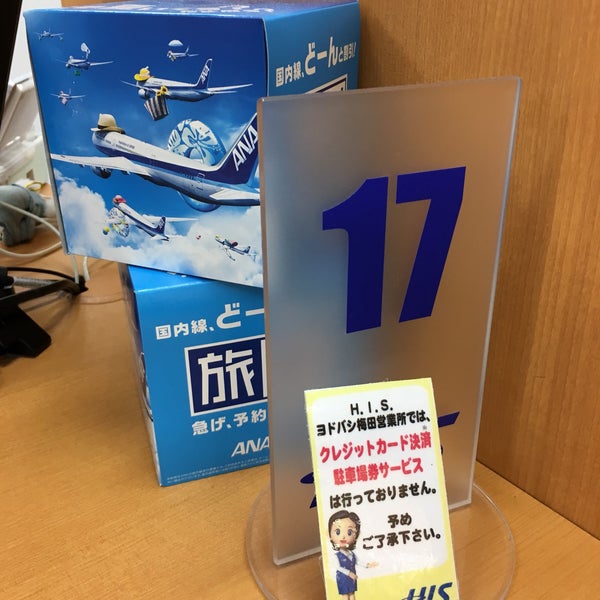 国内線、どーんと割引!
ANA
国内線、どーん
旅
急げ、予約
ANA
17
H.I.S.
ヨドバシ梅田営業所では、
クレジットカード決済
駐車場券サービス
は行っておりません。
予め
ご了承下さい。
HIS